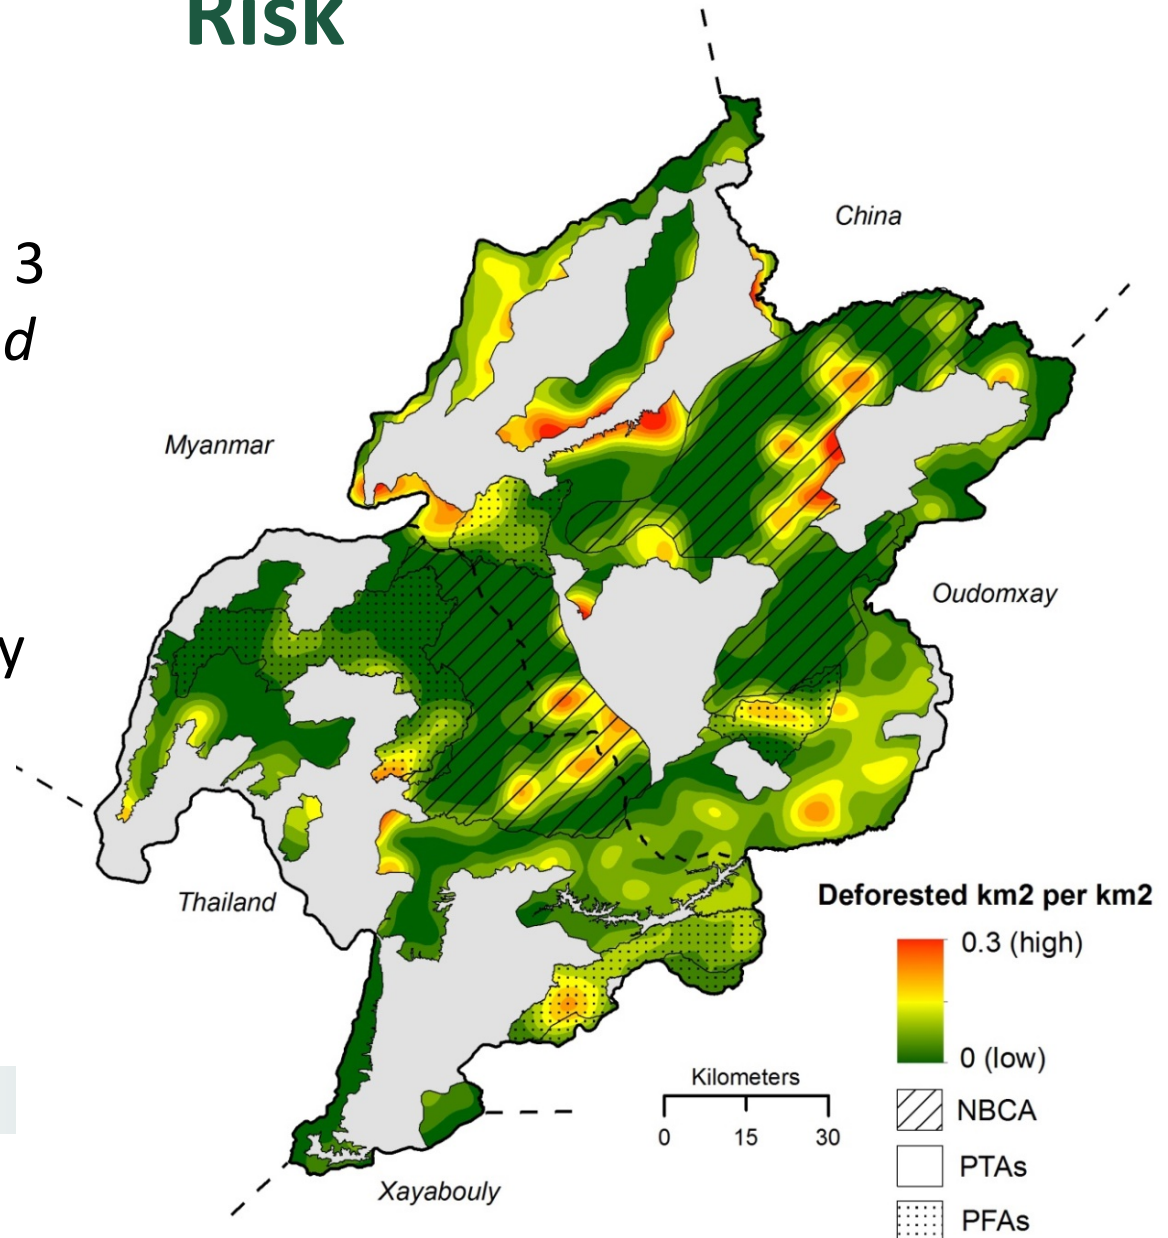 Risk
3
d
y
China
Myanmar
Oudomxay
Thailand
Xayabouly
Deforested km2 per km2
0.3 (high)
0 (low)
NBCA
PTAs
PFAs
Kilometers
0 15 30